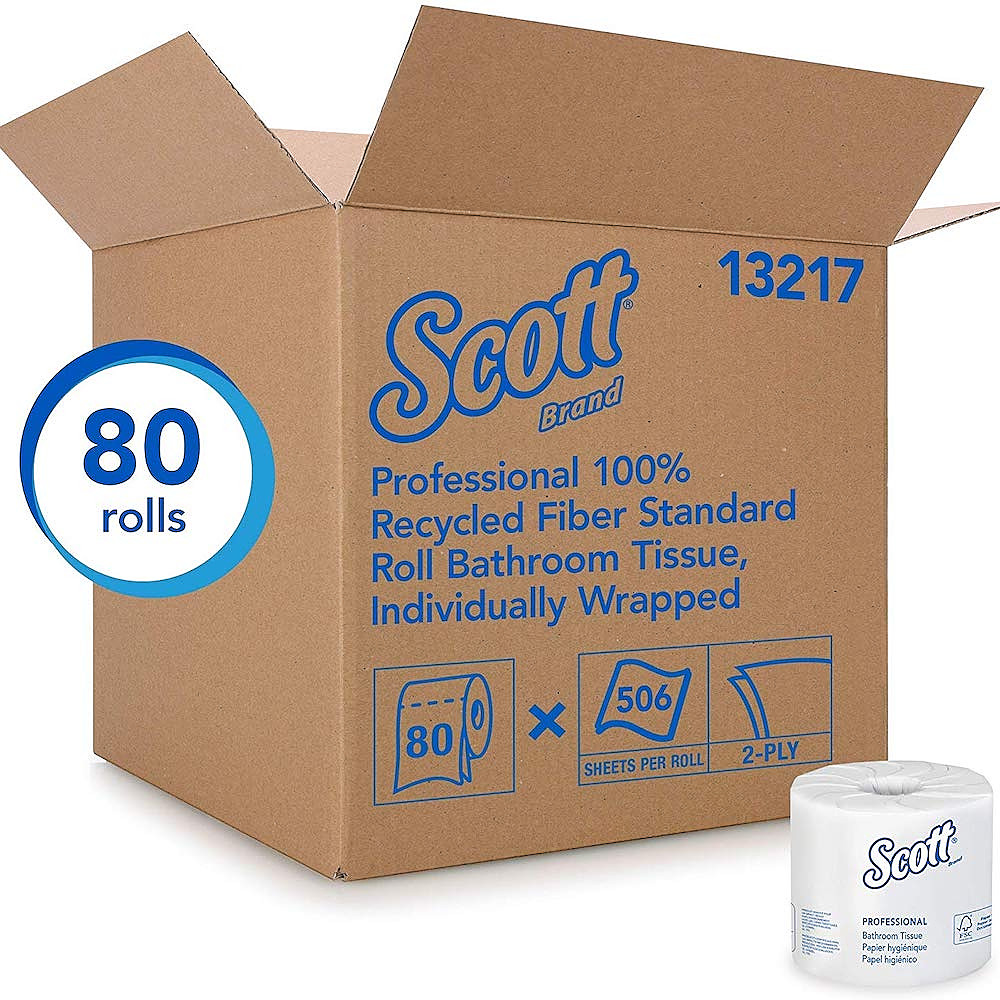 Scott®
Brand
13217
80
rolls
Professional 100%
Recycled Fiber Standard
Roll Bathroom Tissue,
Individually Wrapped
80
×
506
SHEETS PER ROLL
2-PLY
Scott®
Brand
PROFESSIONAL
Bathroom Tissue
Papier hygiénique
Papel higiénico
FSC